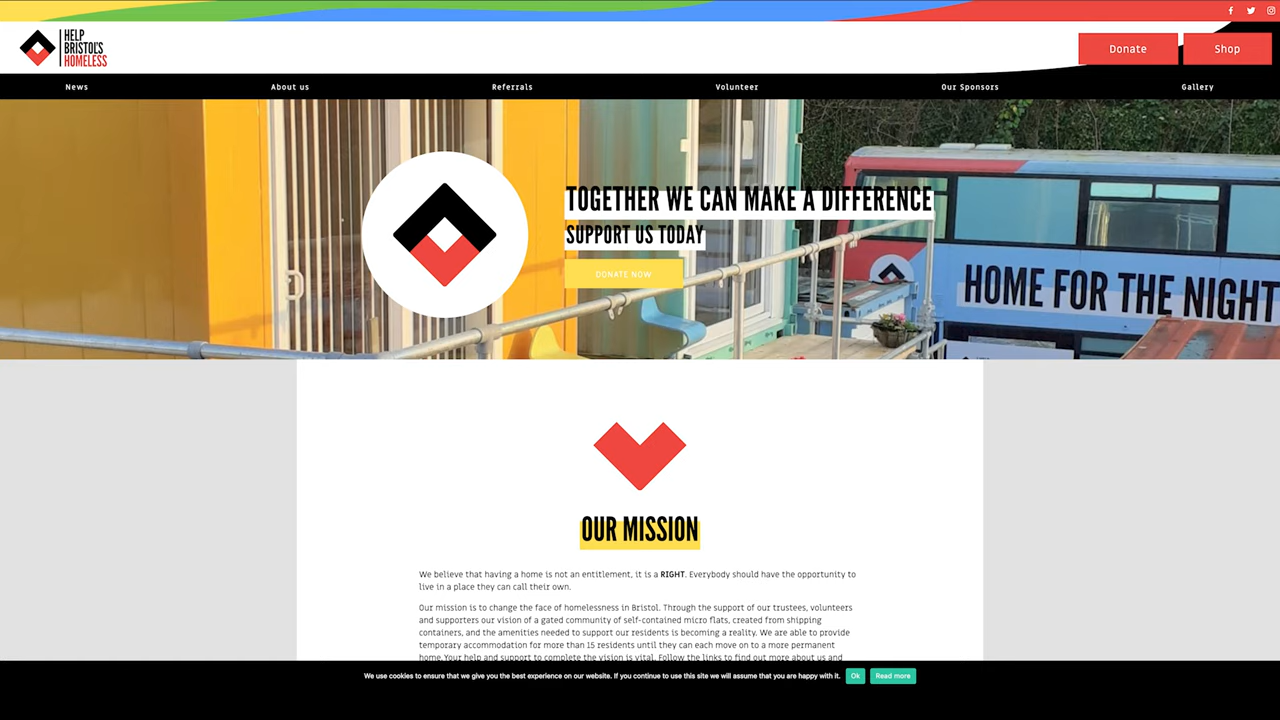 HELP
BRISTOL'S
HOMELESS
Donate
Shop
News
About us
Referrals
Volunteer
Our Sponsors
Gallery
TOGETHER WE CAN MAKE A DIFFERENCE
SUPPORT US TODAY
DONATE NOW
HOME FOR THE NIGHT
OUR MISSION
We believe that having a home is not an entitlement, it is a RIGHT. Everybody should have the opportunity to
live in a place they can call their own.
Our mission is to change the face of homelessness in Bristol. Through the support of our trustees, volunteers
and supporters our vision of a gated community of self-contained micro flats, created from shipping
containers, and the amenities needed to support our residents is becoming a reality. We are able to provide
temporary accommodation for more than 15 residents until they can each move on to a more permanent
home.Your help and support to complete the vision is vital. Follow the links to find out more about us and
We use cookies to ensure that we give you the best experience on our website. If you continue to use this site we will assume that you are happy with it.
Ok
Read more